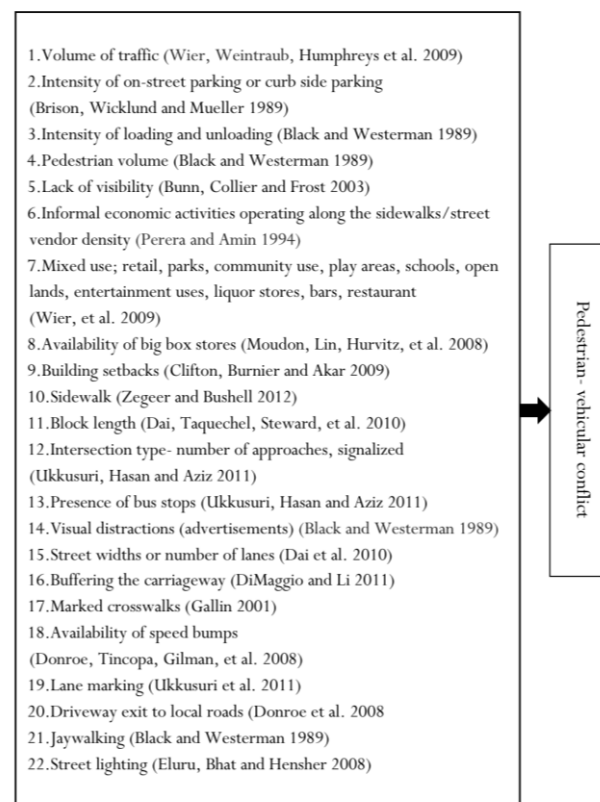 1.Volume of traffic (Wier, Weintraub, Humphreys et al. 2009)
2.Intensity of on-street parking or curb side parking
(Brison, Wicklund and Mueller 1989)
3.Intensity of loading and unloading (Black and Westerman 1989)
4.Pedestrian volume (Black and Westerman 1989)
5.Lack of visibility (Bunn, Collier and Frost 2003)
6.Informal economic activities operating along the sidewalks/street
vendor density (Perera and Amin 1994)
7.Mixed use; retail, parks, community use, play areas, schools, open
lands, entertainment uses, liquor stores, bars, restaurant
(Wier, et al. 2009)
8.Availability of big box stores (Moudon, Lin, Hurvitz, et al. 2008)
9.Building setbacks (Clifton, Burnier and Akar 2009)
10.Sidewalk (Zegeer and Bushell 2012)
11.Block length (Dai, Taquechel, Steward, et al. 2010)
12.Intersection type- number of approaches, signalized
(Ukkusuri, Hasan and Aziz 2011)
13.Presence of bus stops (Ukkusuri, Hasan and Aziz 2011)
14.Visual distractions (advertisements) (Black and Westerman 1989)
15.Street widths or number of lanes (Dai et al. 2010)
16.Buffering the carriageway (DiMaggio and Li 2011)
17.Marked crosswalks (Gallin 2001)
18.Availability of speed bumps
(Donroe, Tincopa, Gilman, et al. 2008)
19.Lane marking (Ukkusuri et al. 2011)
20.Driveway exit to local roads (Donroe et al. 2008
21.Jaywalking (Black and Westerman 1989)
22.Street lighting (Eluru, Bhat and Hensher 2008)
Pedestrian- vehicular conflict